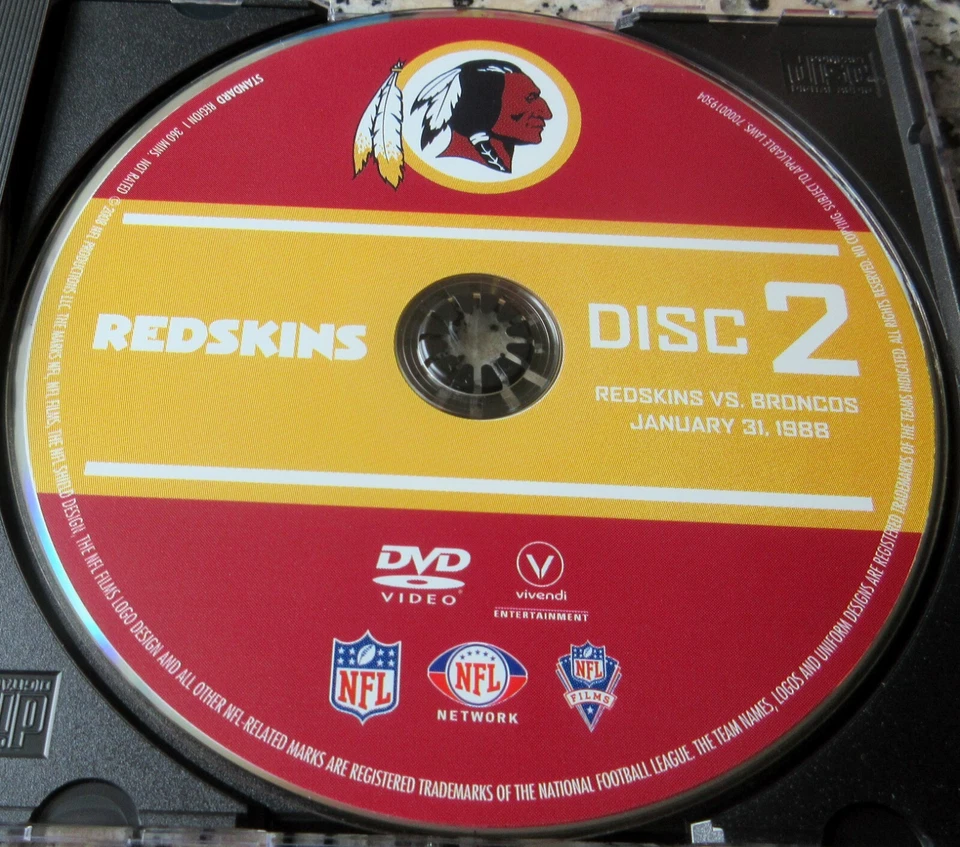 STANDARD REGION 1 360 MINS. NOT RATED © 2008 NFL PRODUCTIONS LLC. THE MARKS NFL, NFL FILMS, THE NFL SHIELD DESIGN, THE NFL FILMS LOGO DESIGN AND ALL OTHER NFL-RELATED MARKS ARE REGISTERED TRADEMARKS OF THE NATIONAL FOOTBALL LEAGUE. THE TEAM NAMES, LOGOS AND UNIFORM DESIGNS ARE REGISTERED TRADEMARKS OF THE TEAMS INDICATED. ALL RIGHTS RESERVED. NO COPYING. SUBJECT TO APPLICABLE LAWS. 7000019504
REDSKINS
DISC 2
REDSKINS VS. BRONCOS
JANUARY 31, 1988
DVD
VIDEO
vivendi
ENTERTAINMENT
NFL
NFL
NETWORK
NFL
FILMS